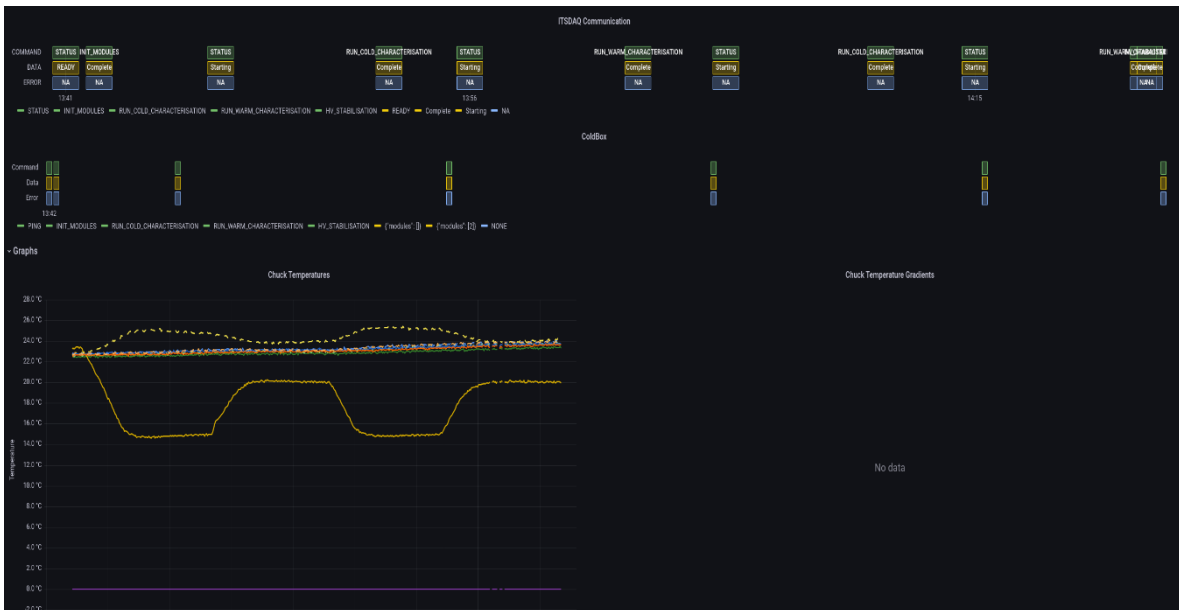 ITSDAQ Communication
STATUS INIT_MODULES STATUS RUN_COLD_CHARACTERISATION STATUS RUN_WARM_CHARACTERISATION STATUS RUN_COLD_CHARACTERISATION STATUS
COMMAND
DATA READY Complete Starting Complete Starting Complete Starting Complete Starting
ERROR NA NA NA NA NA NA NA NA NA NA NA
13:41 13:56 14:15
STATUS INIT_MODULES RUN_COLD_CHARACTERISATION RUN_WARM_CHARACTERISATION HV_STABILISATION READY Complete Starting NA
ColdBox
Command
Data
Error
13:42
PING INIT_MODULES RUN_COLD_CHARACTERISATION RUN_WARM_CHARACTERISATION HV_STABILISATION {"modules": []} {"modules": [2]} NONE
Graphs
Chuck Temperatures
Chuck Temperature Gradients
28.0 °C
26.0 °C
24.0 °C
22.0 °C
20.0 °C
18.0 °C
16.0 °C
14.0 °C
12.0 °C
10.0 °C
8.0 °C
6.0 °C
4.0 °C
2.0 °C
0.0 °C
-2.0 °C
Temperature
No data